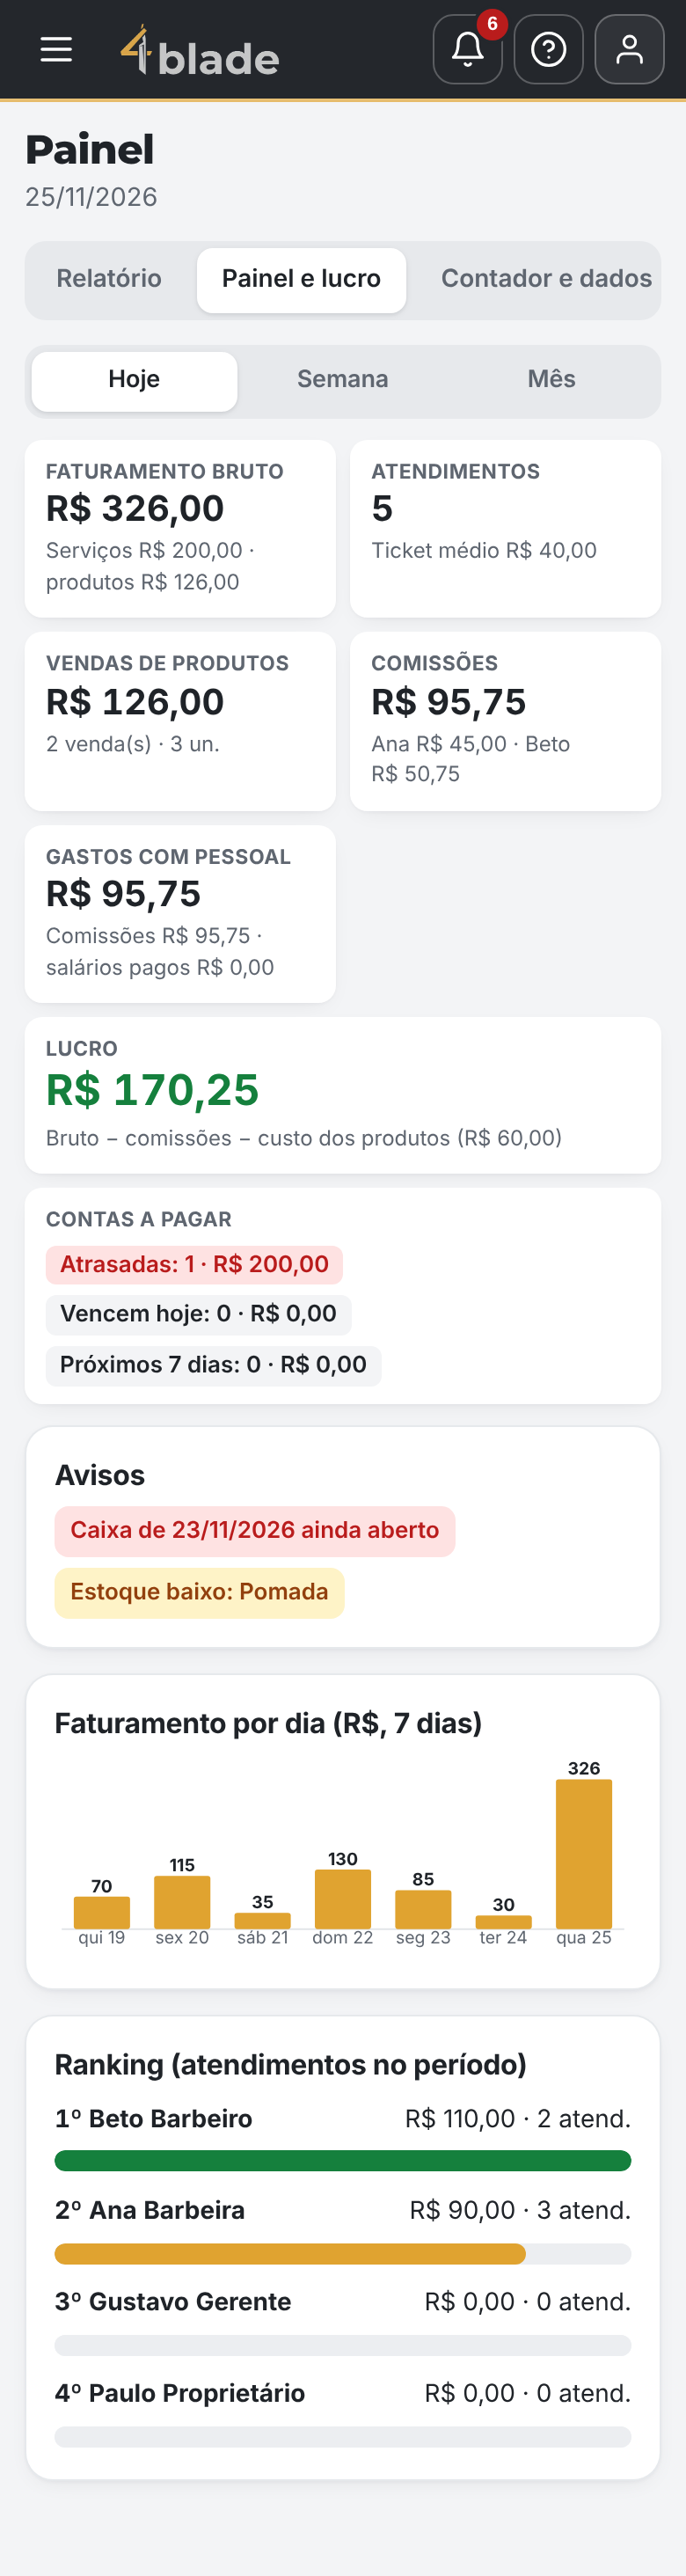 4blade
6
Painel
25/11/2026
Relatório
Painel e lucro
Contador e dados
Hoje
Semana
Mês
FATURAMENTO BRUTO
R$ 326,00
Serviços R$ 200,00 ·
produtos R$ 126,00
ATENDIMENTOS
5
Ticket médio R$ 40,00
VENDAS DE PRODUTOS
R$ 126,00
2 venda(s) · 3 un.
COMISSÕES
R$ 95,75
Ana R$ 45,00 · Beto
R$ 50,75
GASTOS COM PESSOAL
R$ 95,75
Comissões R$ 95,75 ·
salários pagos R$ 0,00
LUCRO
R$ 170,25
Bruto − comissões − custo dos produtos (R$ 60,00)
CONTAS A PAGAR
Atrasadas: 1 · R$ 200,00
Vencem hoje: 0 · R$ 0,00
Próximos 7 dias: 0 · R$ 0,00
Avisos
Caixa de 23/11/2026 ainda aberto
Estoque baixo: Pomada
Faturamento por dia (R$, 7 dias)
70
115
35
130
85
30
326
qui 19
sex 20
sáb 21
dom 22
seg 23
ter 24
qua 25
Ranking (atendimentos no período)
1º Beto Barbeiro
R$ 110,00 · 2 atend.
2º Ana Barbeira
R$ 90,00 · 3 atend.
3º Gustavo Gerente
R$ 0,00 · 0 atend.
4º Paulo Proprietário
R$ 0,00 · 0 atend.